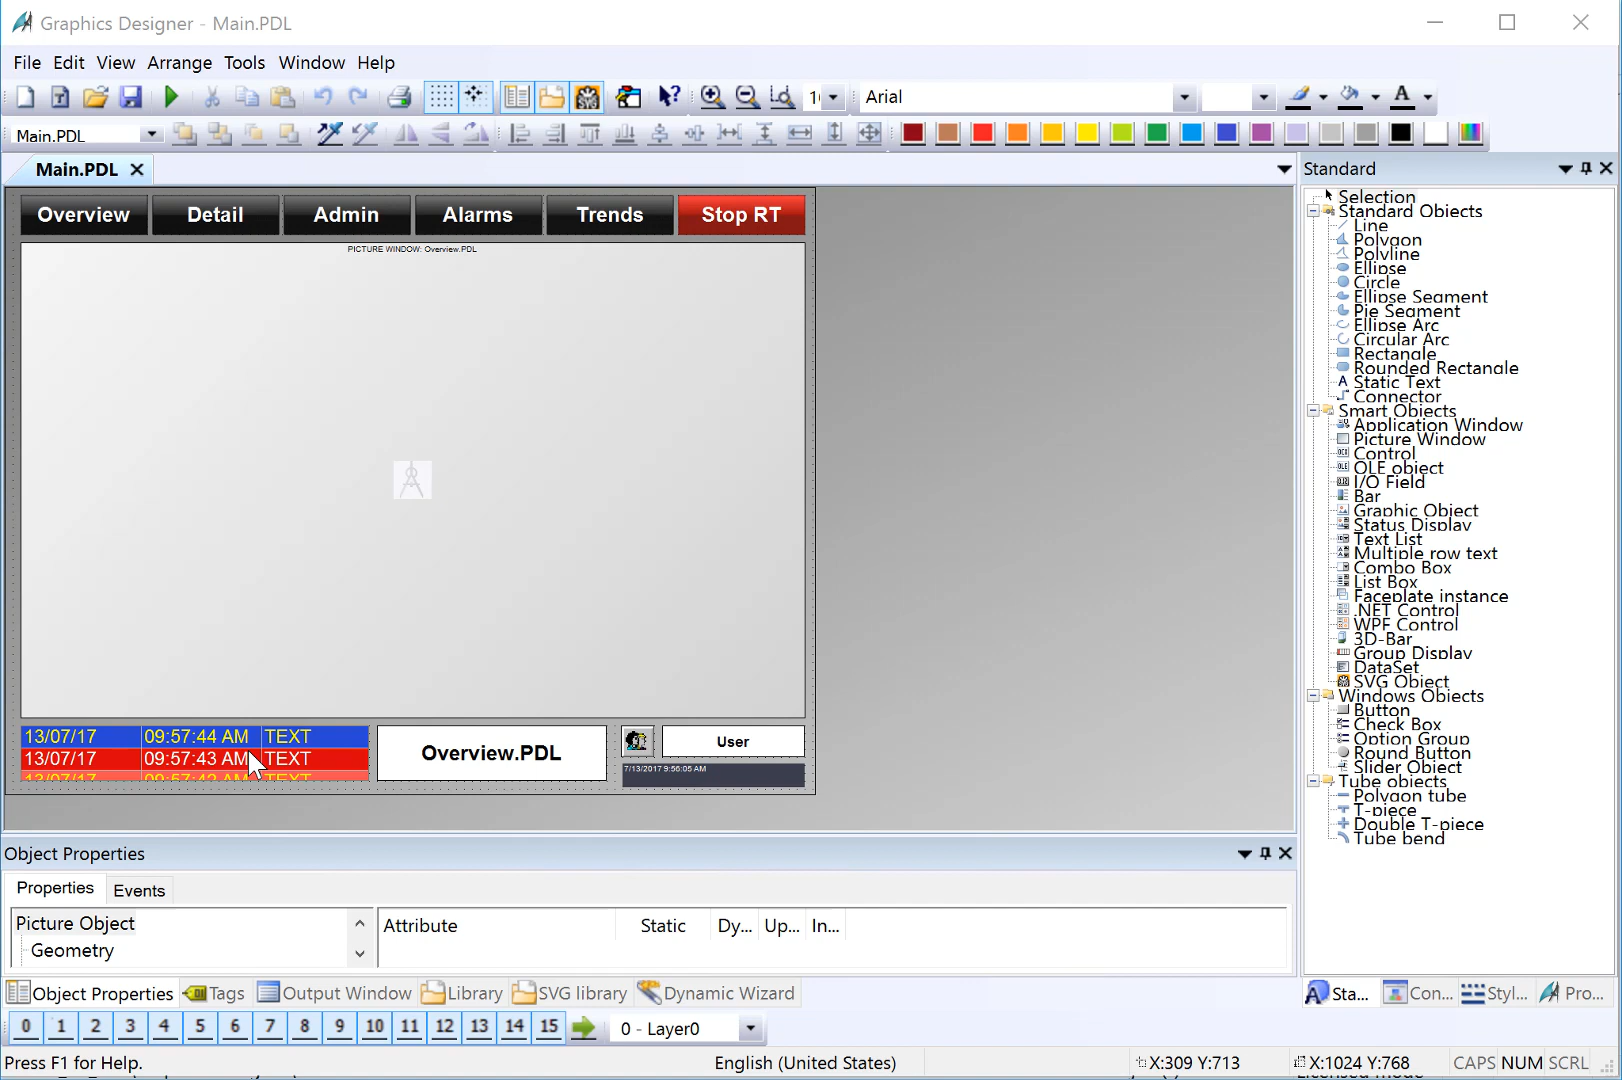 Graphics Designer - Main.PDL
File Edit View Arrange Tools Window Help
Arial
Main.PDL
Main.PDL
Standard
Overview Detail Admin Alarms Trends Stop RT
PICTURE WINDOW: Overview.PDL
Selection
Standard Objects
Line
Polygon
Polyline
Ellipse
Circle
Ellipse Segment
Pie Segment
Ellipse Arc
Circular Arc
Rectangle
Rounded Rectangle
A Static Text
Connector
Smart Objects
Application Window
Picture Window
Control
OLE object
I/O Field
Bar
Graphic Object
Status Display
Text List
Multiple row text
Combo Box
List Box
Faceplate instance
.NET Control
WPF Control
3D-Bar
Group Display
DataSet
SVG Object
Windows Objects
Button
Check Box
Option Group
Round Button
Slider Object
Tube objects
Polygon tube
T-piece
Double T-piece
Tube bend
13/07/17 09:57:44 AM TEXT
13/07/17 09:57:43 AM TEXT
13/07/17 09:57:42 AM TEXT
Overview.PDL
User
7/13/2017 9:56:05 AM
Object Properties
Properties Events
Picture Object
Geometry
Attribute Static Dy... Up... In...
Object Properties Tags Output Window Library SVG library Dynamic Wizard
Sta... Con... Styl... Pro...
0 1 2 3 4 5 6 7 8 9 10 11 12 13 14 15 0 - Layer0
Press F1 for Help. English (United States) X:309 Y:713 X:1024 Y:768 CAPS NUM SCRL